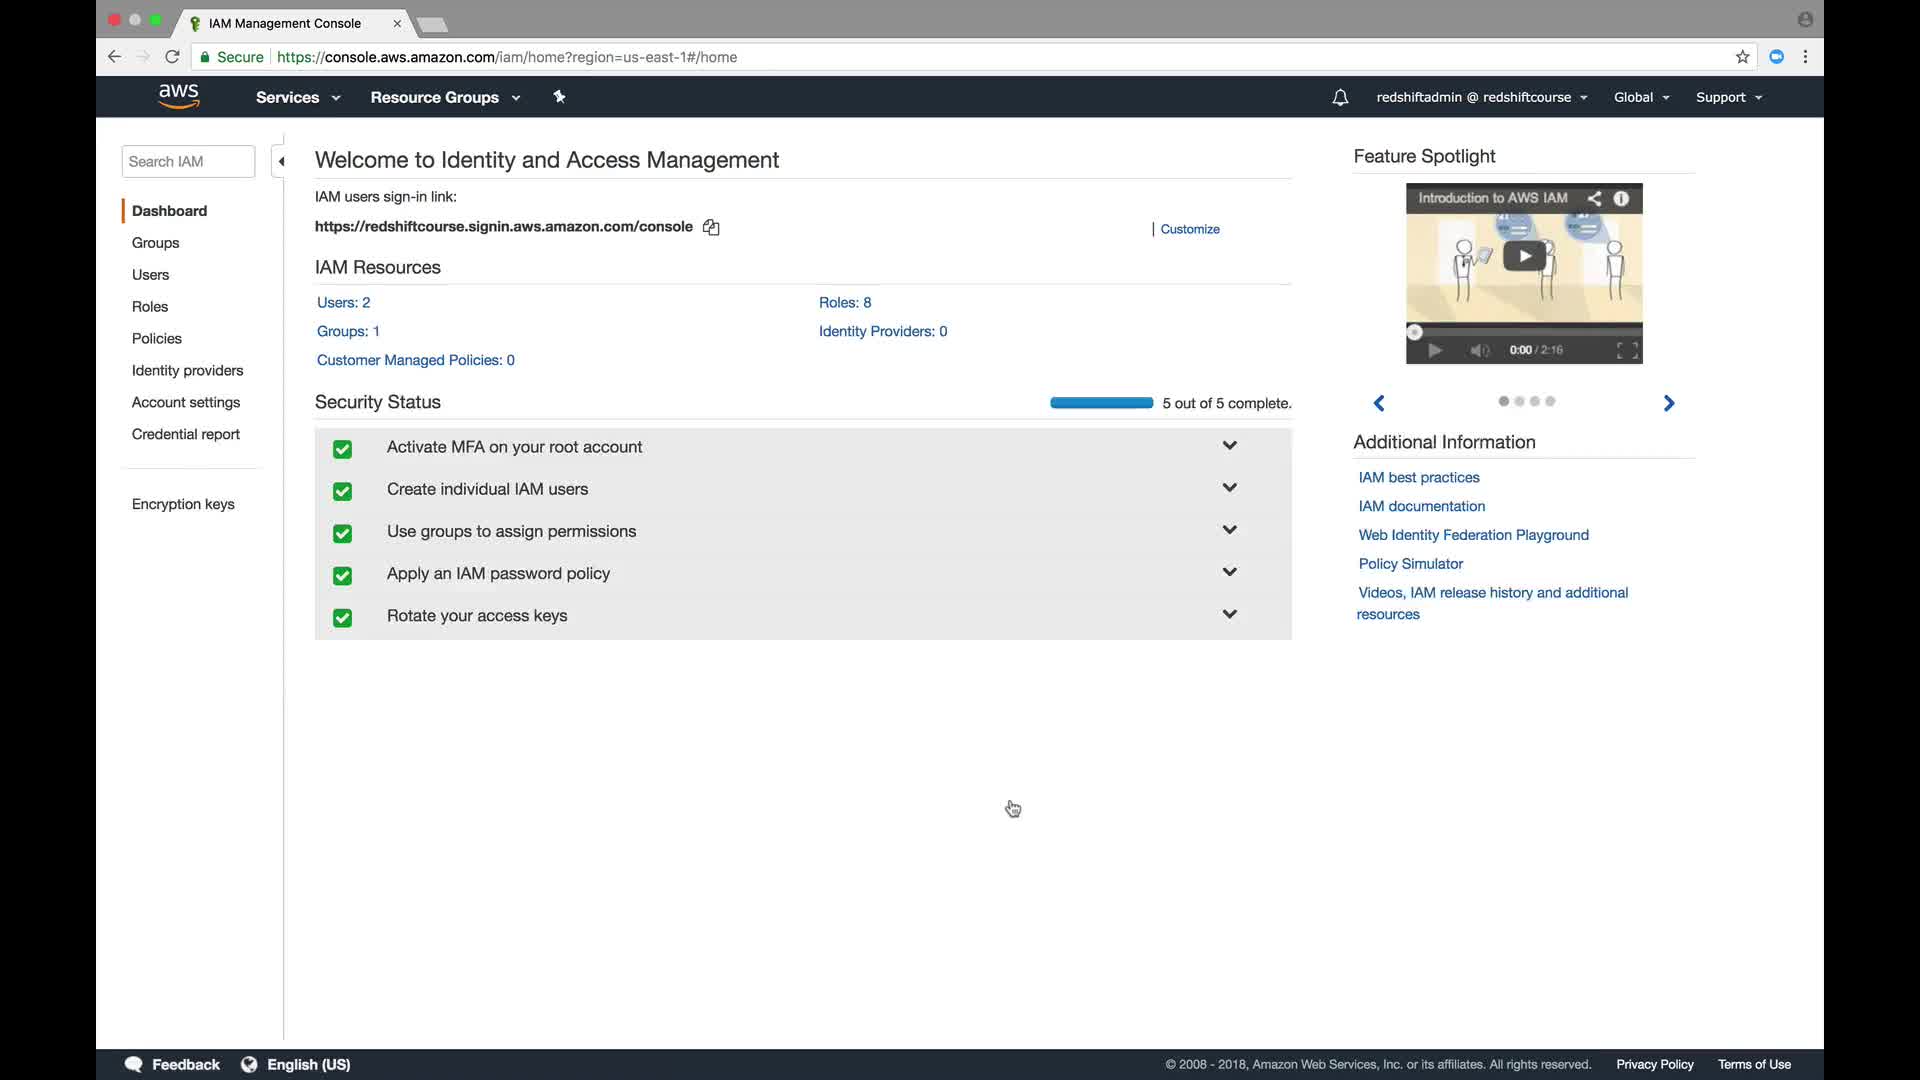 IAM Management Console
Secure https://console.aws.amazon.com/iam/home?region=us-east-1#/home
aws Services Resource Groups redshiftadmin @ redshiftcourse Global Support
Search IAM
Dashboard
Groups
Users
Roles
Policies
Identity providers
Account settings
Credential report
Encryption keys
Welcome to Identity and Access Management
IAM users sign-in link:
https://redshiftcourse.signin.aws.amazon.com/console
Customize
IAM Resources
Users: 2
Roles: 8
Groups: 1
Identity Providers: 0
Customer Managed Policies: 0
Security Status
5 out of 5 complete.
Activate MFA on your root account
Create individual IAM users
Use groups to assign permissions
Apply an IAM password policy
Rotate your access keys
Feature Spotlight
Introduction to AWS IAM
0:00 / 2:16
Additional Information
IAM best practices
IAM documentation
Web Identity Federation Playground
Policy Simulator
Videos, IAM release history and additional
resources
Feedback English (US)
© 2008 - 2018, Amazon Web Services, Inc. or its affiliates. All rights reserved. Privacy Policy Terms of Use